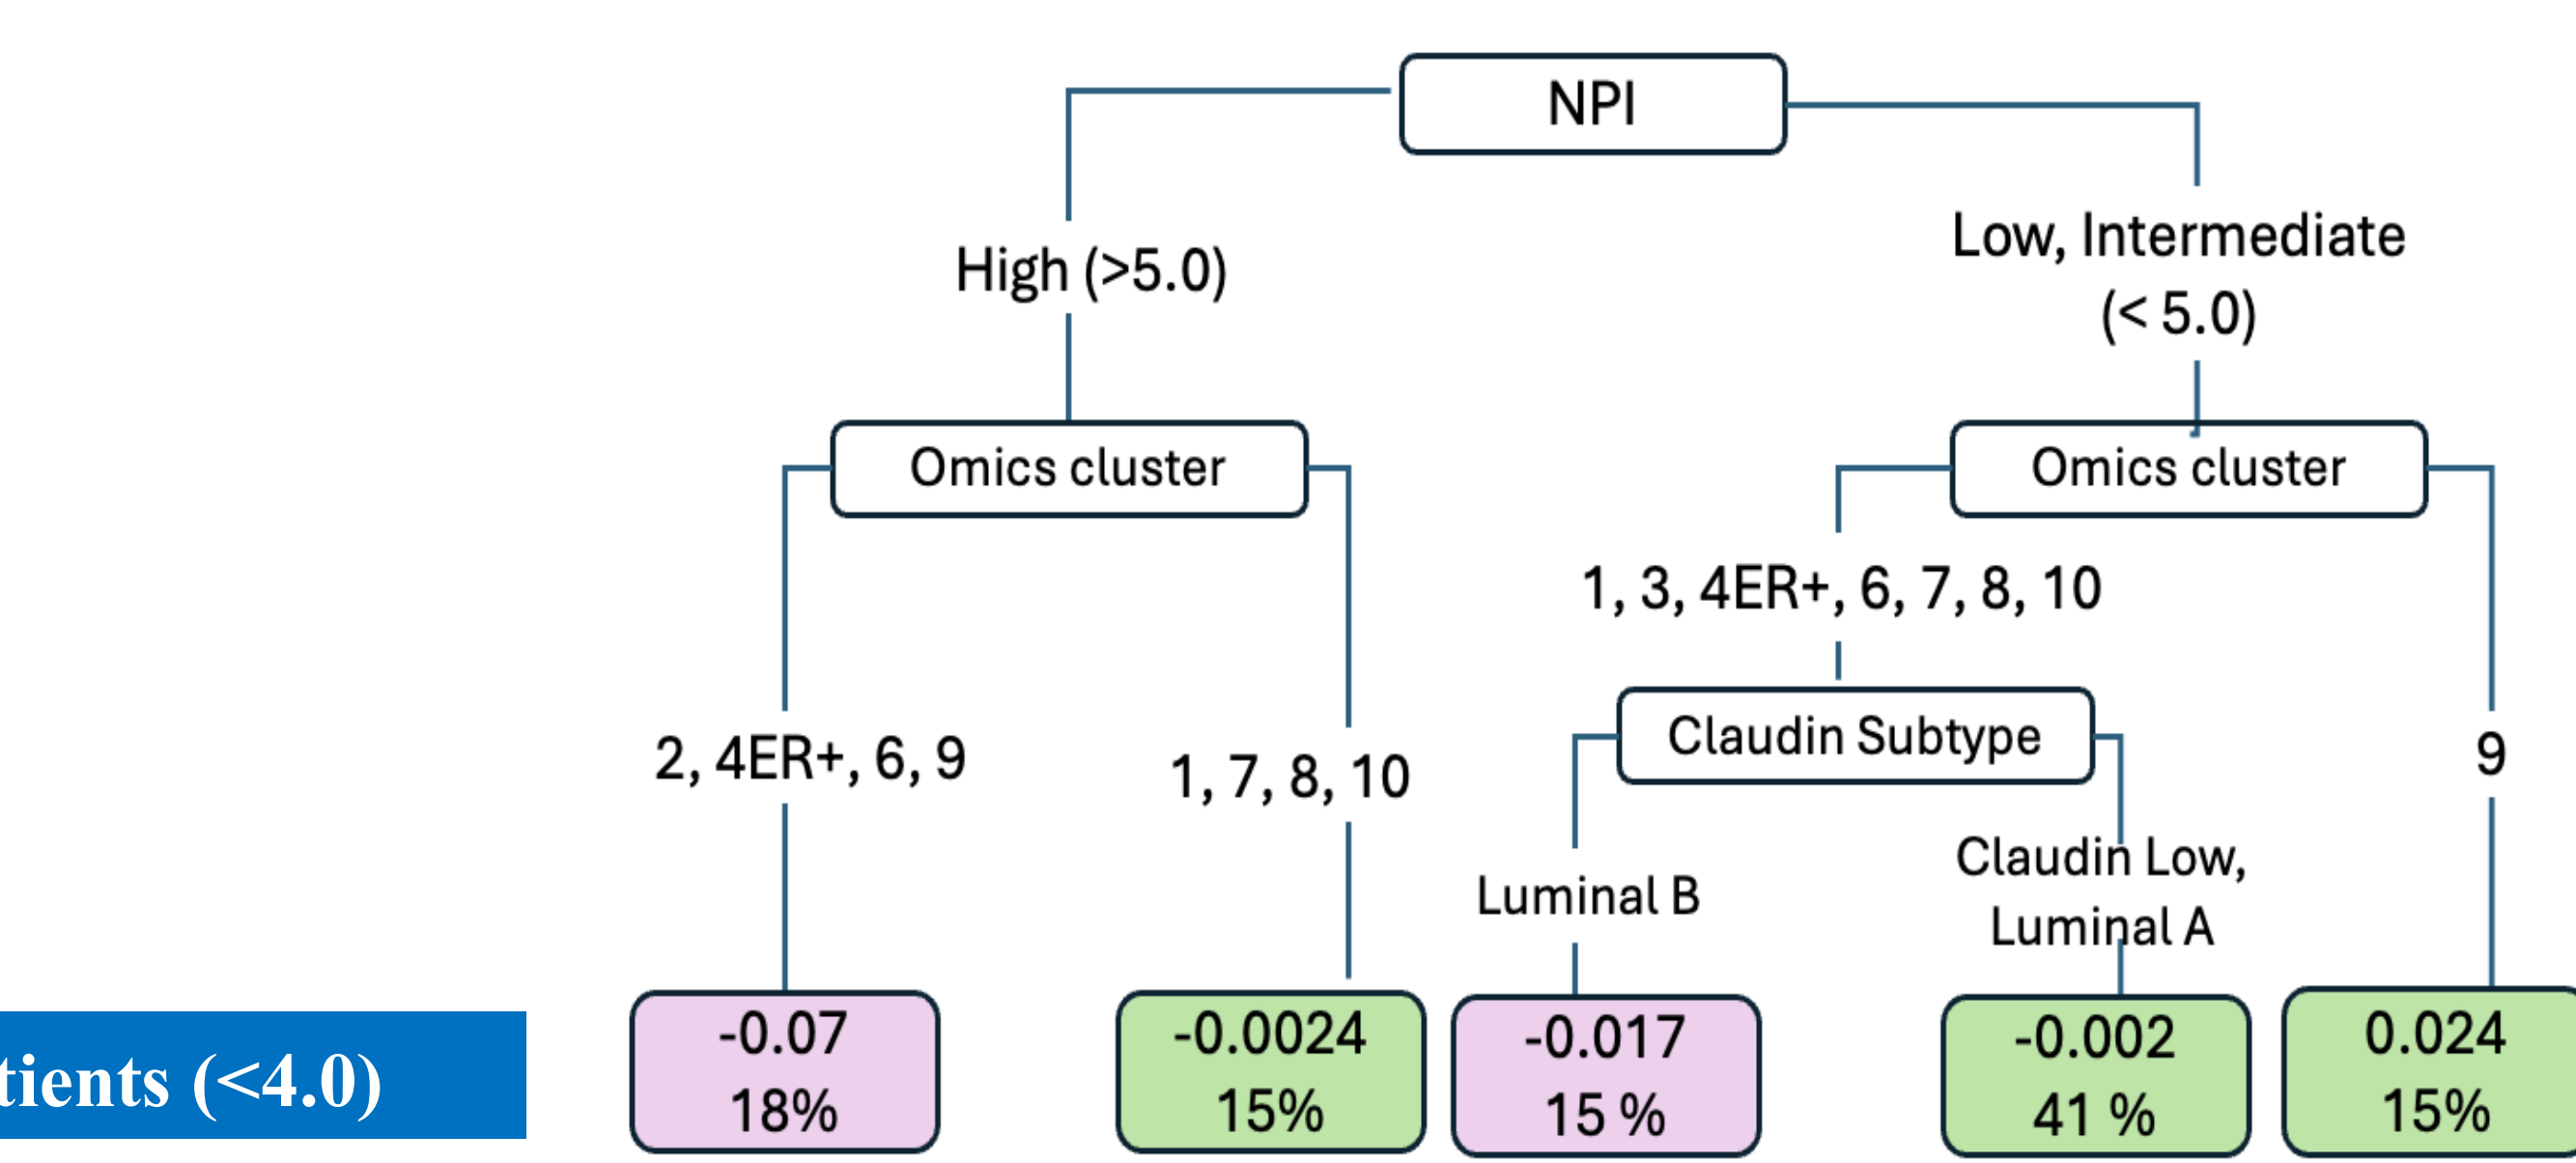 NPI
High (>5.0)
Low, Intermediate
(< 5.0)
Omics cluster
Omics cluster
1, 3, 4ER+, 6, 7, 8, 10
2, 4ER+, 6, 9
1, 7, 8, 10
Claudin Subtype
9
Luminal B
Claudin Low,
Luminal A
(<4.0)
-0.07
18%
-0.0024
15%
-0.017
15 %
-0.002
41 %
0.024
15%